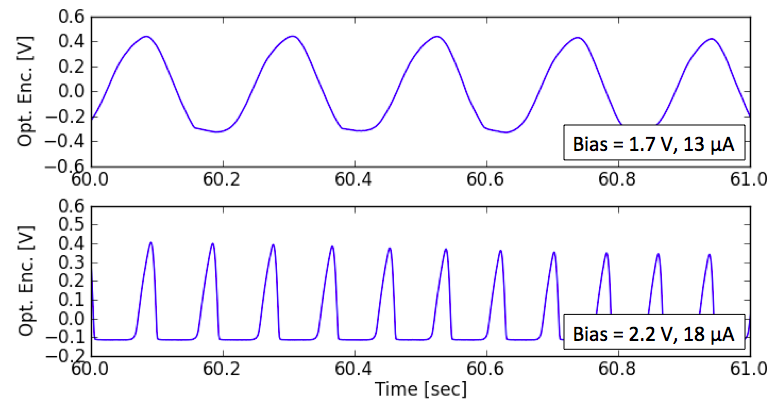 Opt. Enc. [V]
0.6
0.4
0.2
0.0
−0.2
−0.4
−0.6
Bias = 1.7 V, 13 μA
60.0 60.2 60.4 60.6 60.8 61.0
Opt. Enc. [V]
0.6
0.5
0.4
0.3
0.2
0.1
0.0
−0.1
−0.2
Bias = 2.2 V, 18 μA
60.0 60.2 60.4 60.6 60.8 61.0
Time [sec]